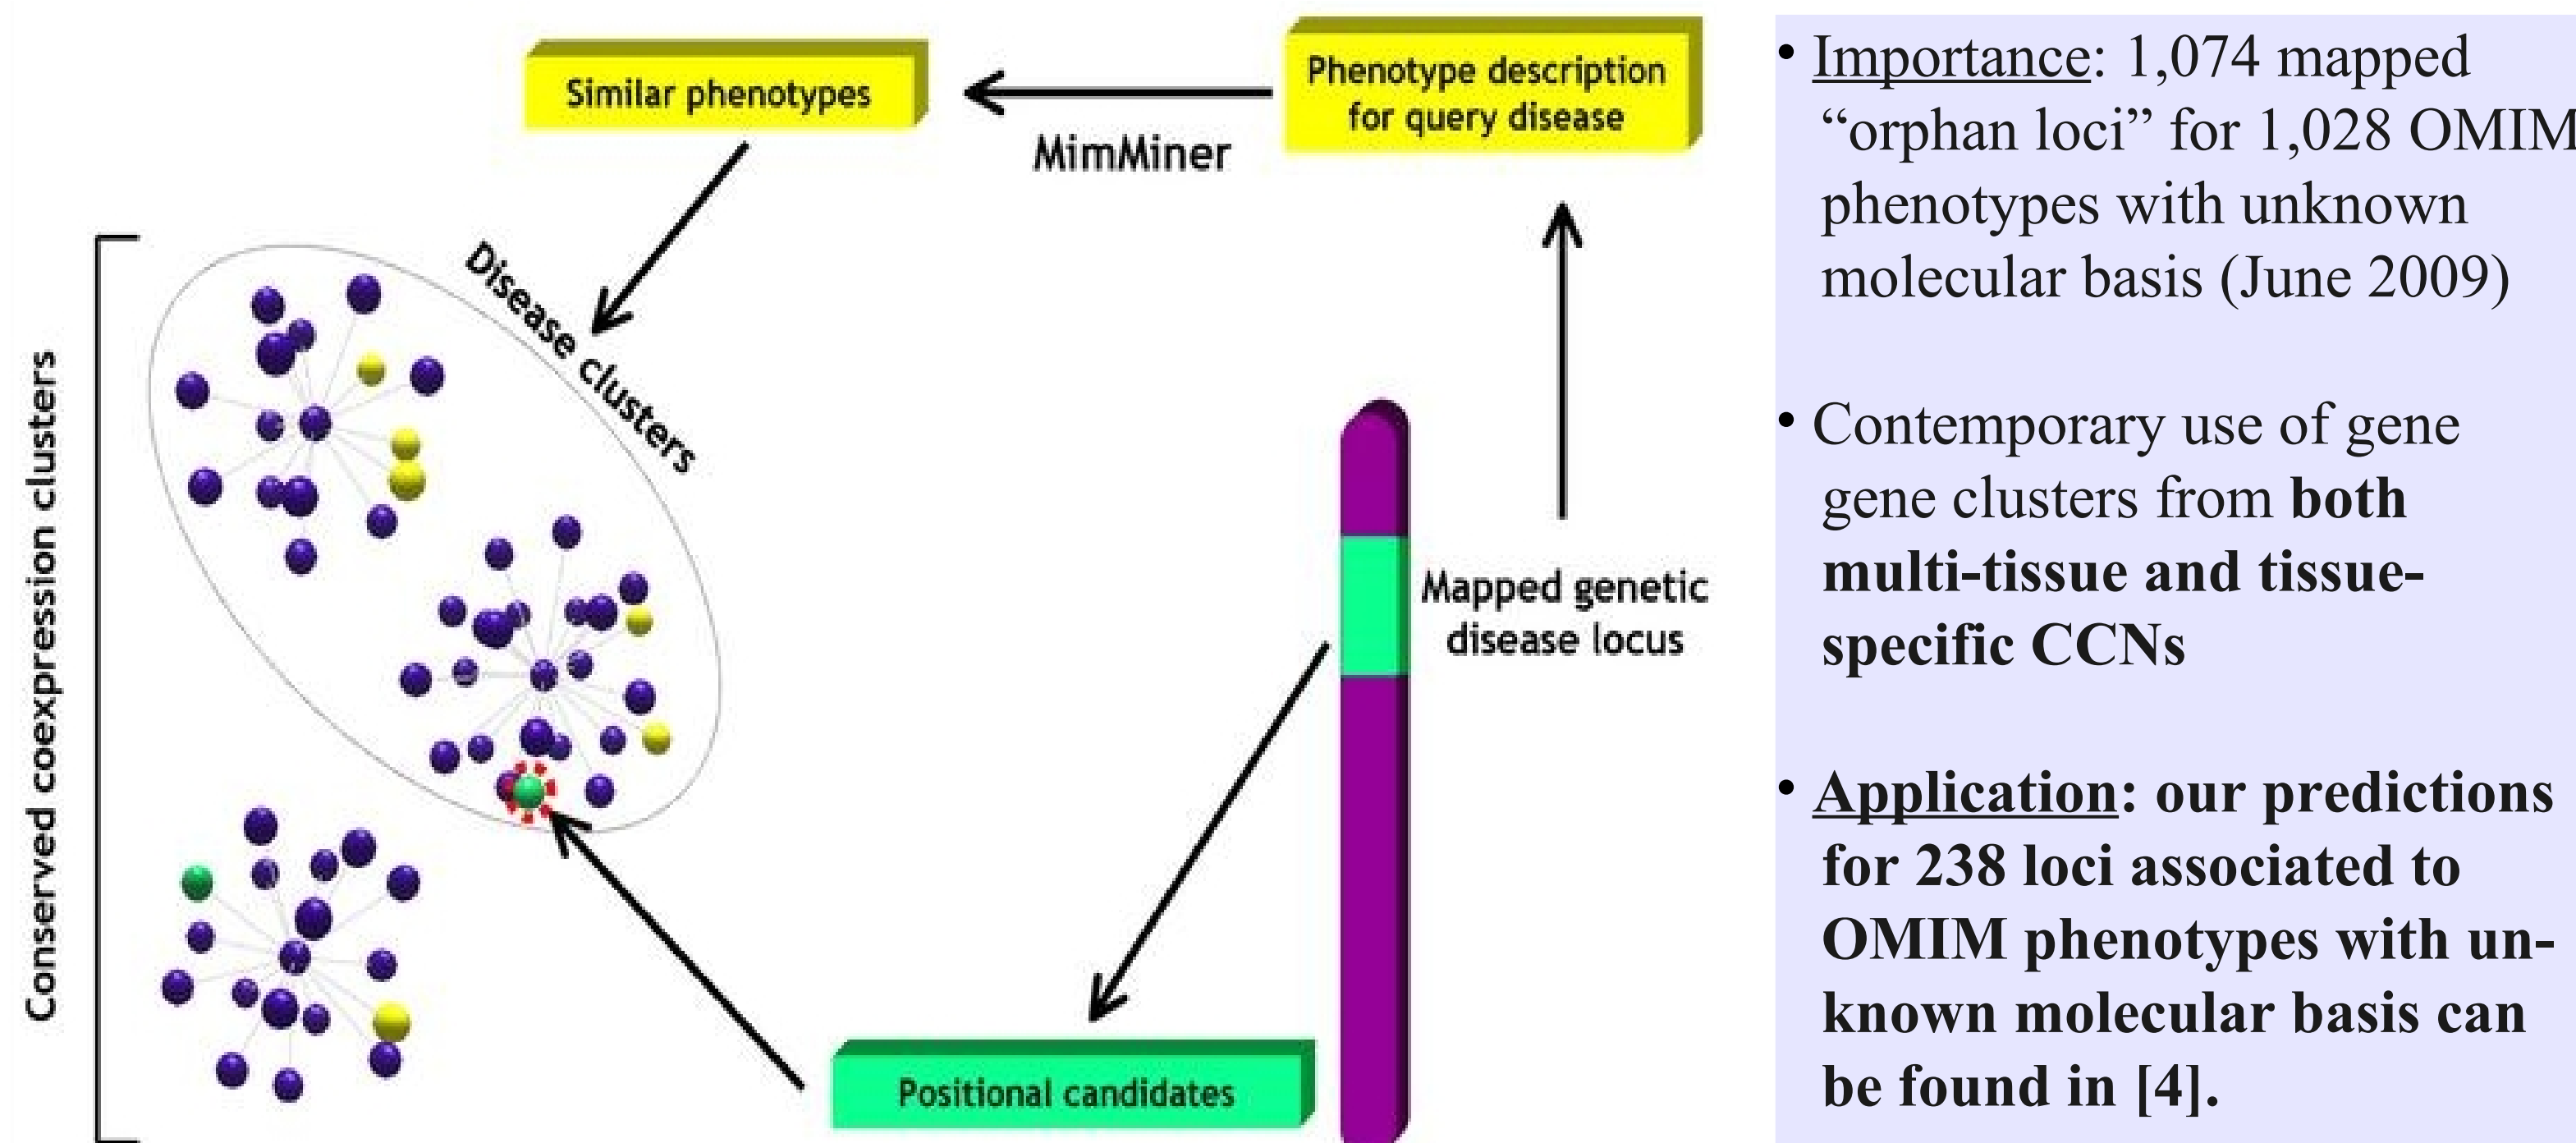 Similar phenotypes
Phenotype description
for query disease
MimMiner
Disease clusters
Conserved coexpression clusters
Mapped genetic
disease locus
Positional candidates
• Importance: 1,074 mapped
“orphan loci” for 1,028 OMIM
phenotypes with unknown
molecular basis (June 2009)
• Contemporary use of gene
gene clusters from both
multi-tissue and tissue-
specific CCNs
• Application: our predictions
for 238 loci associated to
OMIM phenotypes with un-
known molecular basis can
be found in [4].